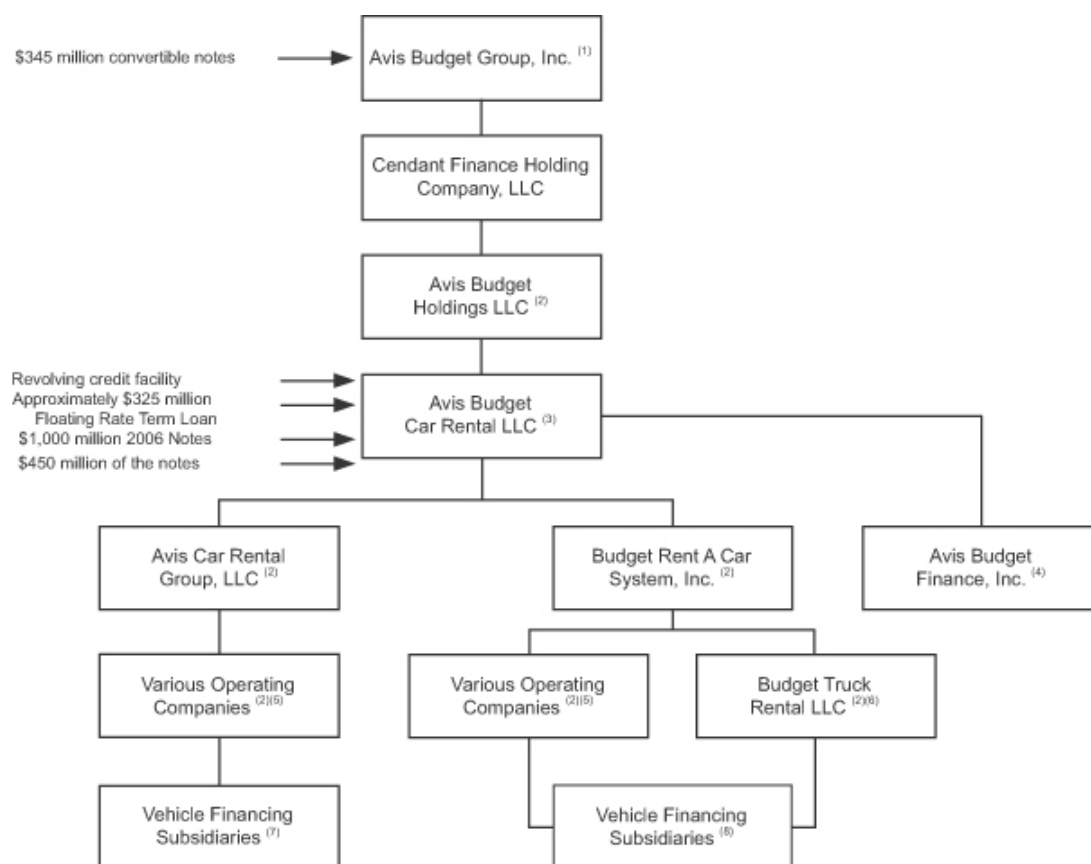 $345 million convertible notes
Avis Budget Group, Inc. (1)
Cendant Finance Holding
Company, LLC
Avis Budget
Holdings LLC (2)
Revolving credit facility
Approximately $325 million
Floating Rate Term Loan
$1,000 million 2006 Notes
$450 million of the notes
Avis Budget
Car Rental LLC (3)
Avis Car Rental
Group, LLC (2)
Budget Rent A Car
System, Inc. (2)
Avis Budget
Finance, Inc. (4)
Various Operating
Companies (2)(5)
Various Operating
Companies (2)(5)
Budget Truck
Rental LLC (2)(6)
Vehicle Financing
Subsidiaries (7)
Vehicle Financing
Subsidiaries (8)